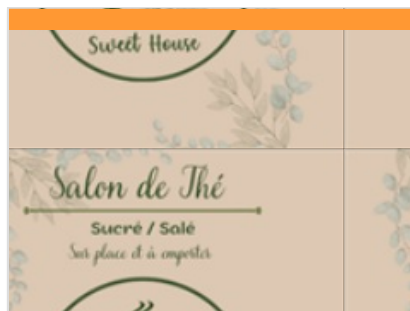 Sweet House
Salon de Thé
Sucré / Salé
Sur place et à emporter